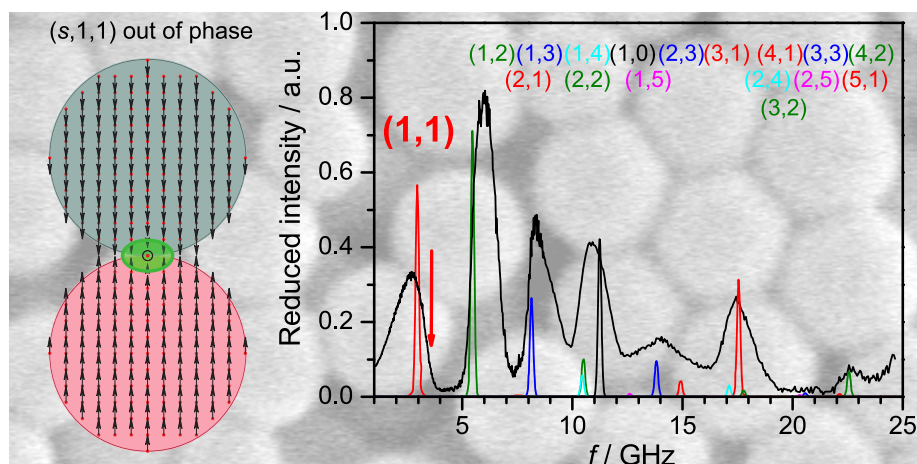 (s,1,1) out of phase
Reduced intensity / a.u.
1.0
0.8
0.6
0.4
0.2
0.0
(1,2) (1,3) (1,4) (1,0) (2,3) (3,1) (4,1) (3,3) (4,2)
(2,1) (2,2) (1,5) (2,4) (2,5) (5,1)
(3,2)
(1,1)
5 10 15 20 25
f / GHz